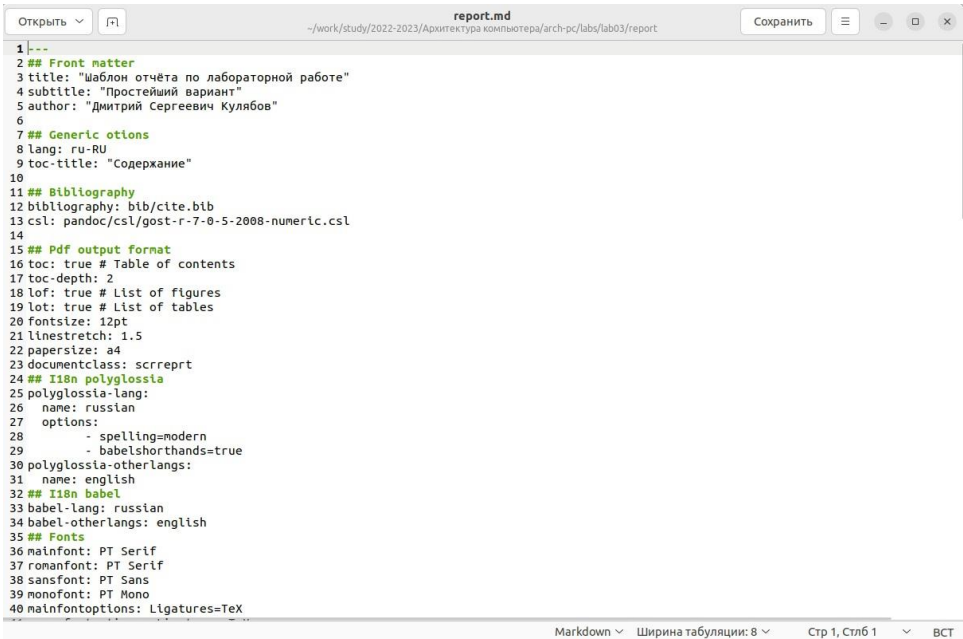 Открыть
report.md
~/work/study/2022-2023/Архитектура компьютера/arch-pc/labs/lab03/report
Сохранить
1 ---
2 ## Front matter
3 title: "Шаблон отчёта по лабораторной работе"
4 subtitle: "Простейший вариант"
5 author: "Дмитрий Сергеевич Кулябов"
6
7 ## Generic otions
8 lang: ru-RU
9 toc-title: "Содержание"
10
11 ## Bibliography
12 bibliography: bib/cite.bib
13 csl: pandoc/csl/gost-r-7-0-5-2008-numeric.csl
14
15 ## Pdf output format
16 toc: true # Table of contents
17 toc-depth: 2
18 lof: true # List of figures
19 lot: true # List of tables
20 fontsize: 12pt
21 linestretch: 1.5
22 papersize: a4
23 documentclass: scrreprt
24 ## I18n polyglossia
25 polyglossia-lang:
26   name: russian
27   options:
28         - spelling=modern
29         - babelshorthands=true
30 polyglossia-otherlangs:
31   name: english
32 ## I18n babel
33 babel-lang: russian
34 babel-otherlangs: english
35 ## Fonts
36 mainfont: PT Serif
37 romanfont: PT Serif
38 sansfont: PT Sans
39 monofont: PT Mono
40 mainfontoptions: Ligatures=TeX
Markdown Ширина табуляции: 8 Стр 1, Стлб 1 ВСТ